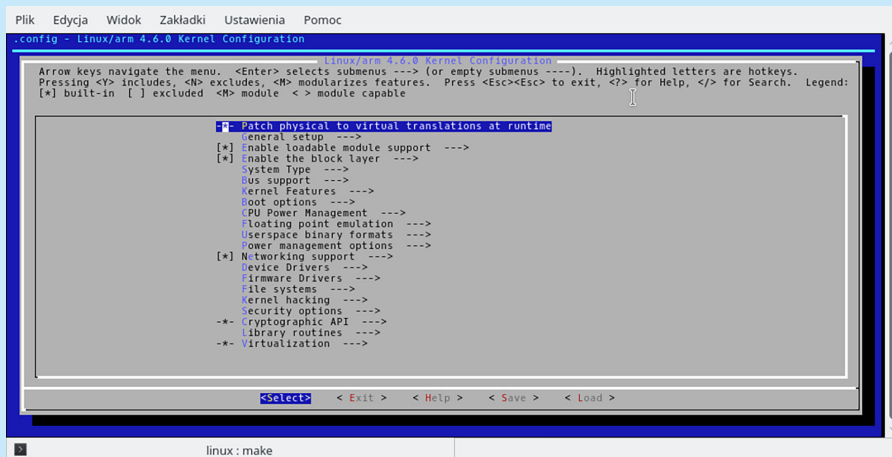 Plik Edycja Widok Zakładki Ustawienia Pomoc
.config - Linux/arm 4.6.0 Kernel Configuration
Linux/arm 4.6.0 Kernel Configuration
Arrow keys navigate the menu.  <Enter> selects submenus ---> (or empty submenus ----).  Highlighted letters are hotkeys.
Pressing <Y> includes, <N> excludes, <M> modularizes features.  Press <Esc><Esc> to exit, <?> for Help, </> for Search.  Legend:
[*] built-in  [ ] excluded  <M> module  < > module capable
-*- Patch physical to virtual translations at runtime
General setup  --->
[*] Enable loadable module support  --->
[*] Enable the block layer  --->
System Type  --->
Bus support  --->
Kernel Features  --->
Boot options  --->
CPU Power Management  --->
Floating point emulation  --->
Userspace binary formats  --->
Power management options  --->
[*] Networking support  --->
Device Drivers  --->
Firmware Drivers  --->
File systems  --->
Kernel hacking  --->
Security options  --->
-*- Cryptographic API  --->
Library routines  --->
-*- Virtualization  --->
<Select> < Exit > < Help > < Save > < Load >
linux : make